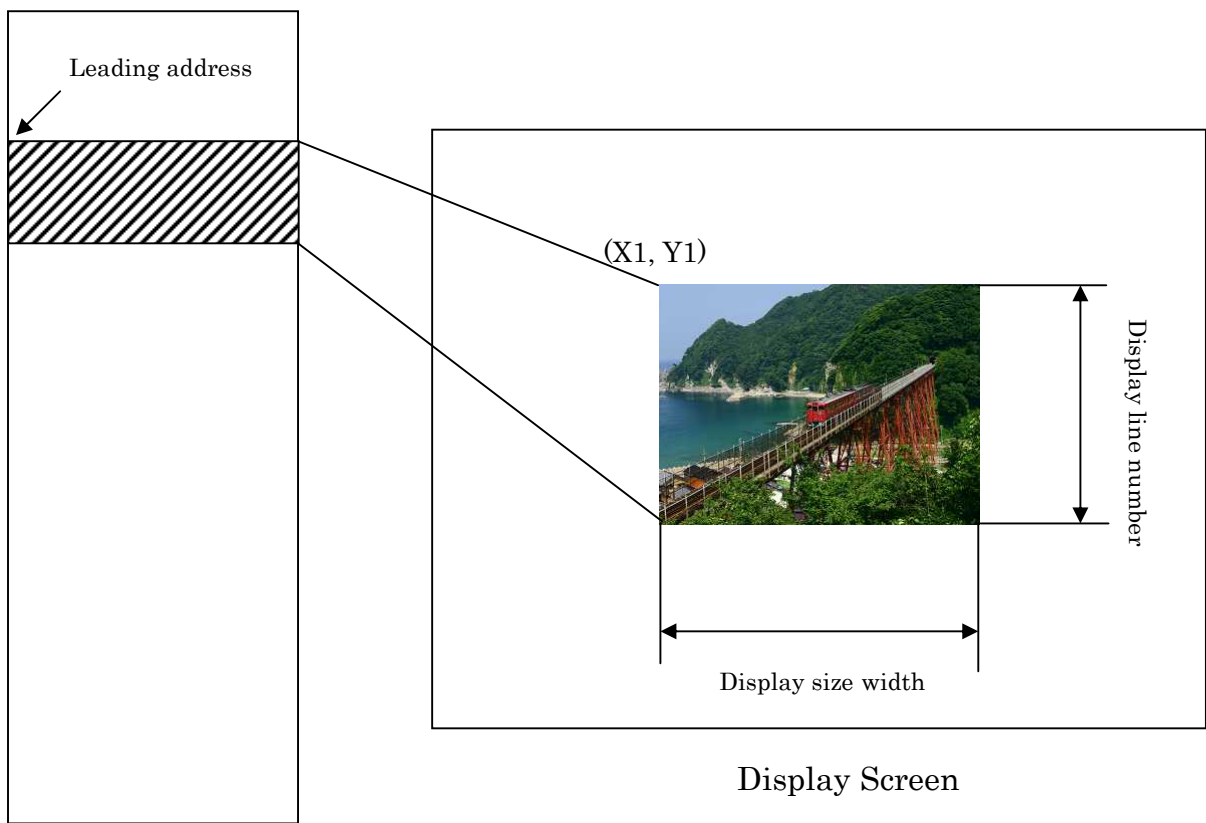 Leading address
(X1, Y1)
Display line number
Display size width
Display Screen